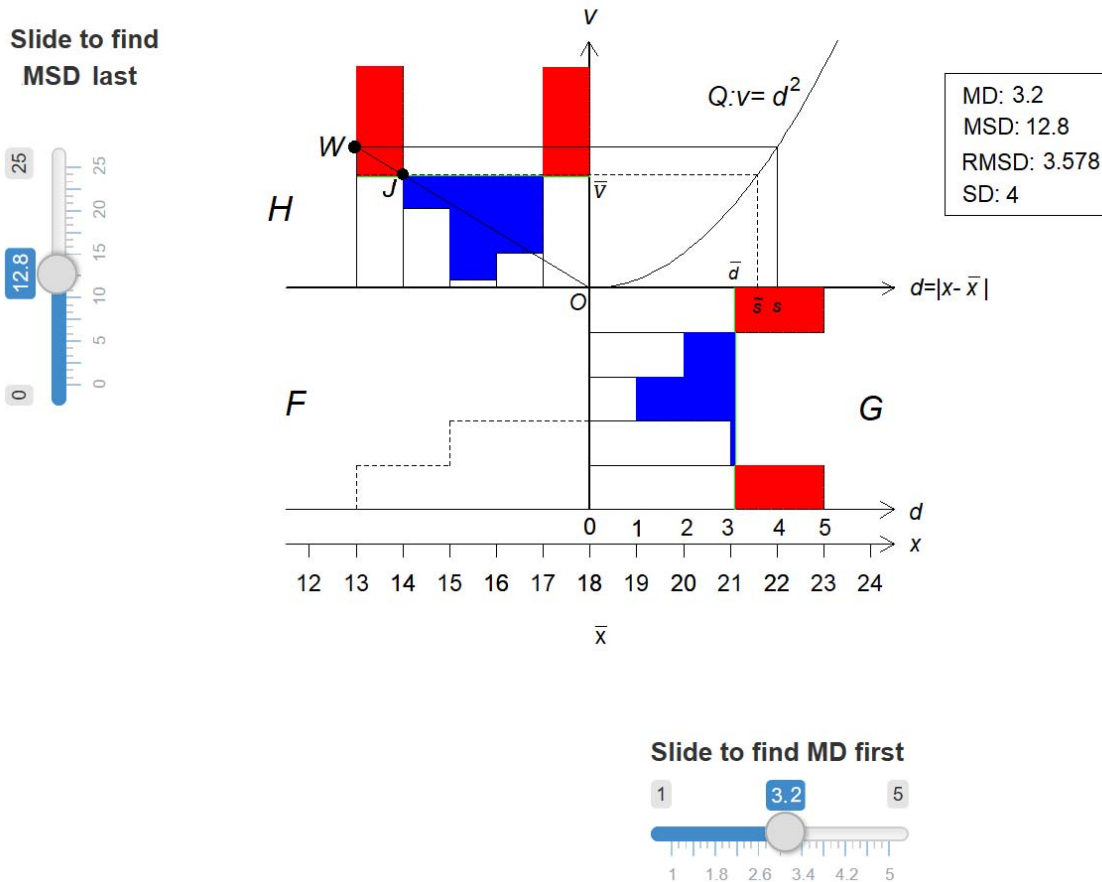 Slide to find
MSD last
25
0
12.8
25
20
15
10
5
0
v
Q:v= d²
MD: 3.2
MSD: 12.8
RMSD: 3.578
SD: 4
W
J
H
v̅
d̅
O
s̃ s
d=|x- x̅ |
F
G
d
0 1 2 3 4 5
x
12 13 14 15 16 17 18 19 20 21 22 23 24
x̅
Slide to find MD first
1 3.2 5
1 1.8 2.6 3.4 4.2 5